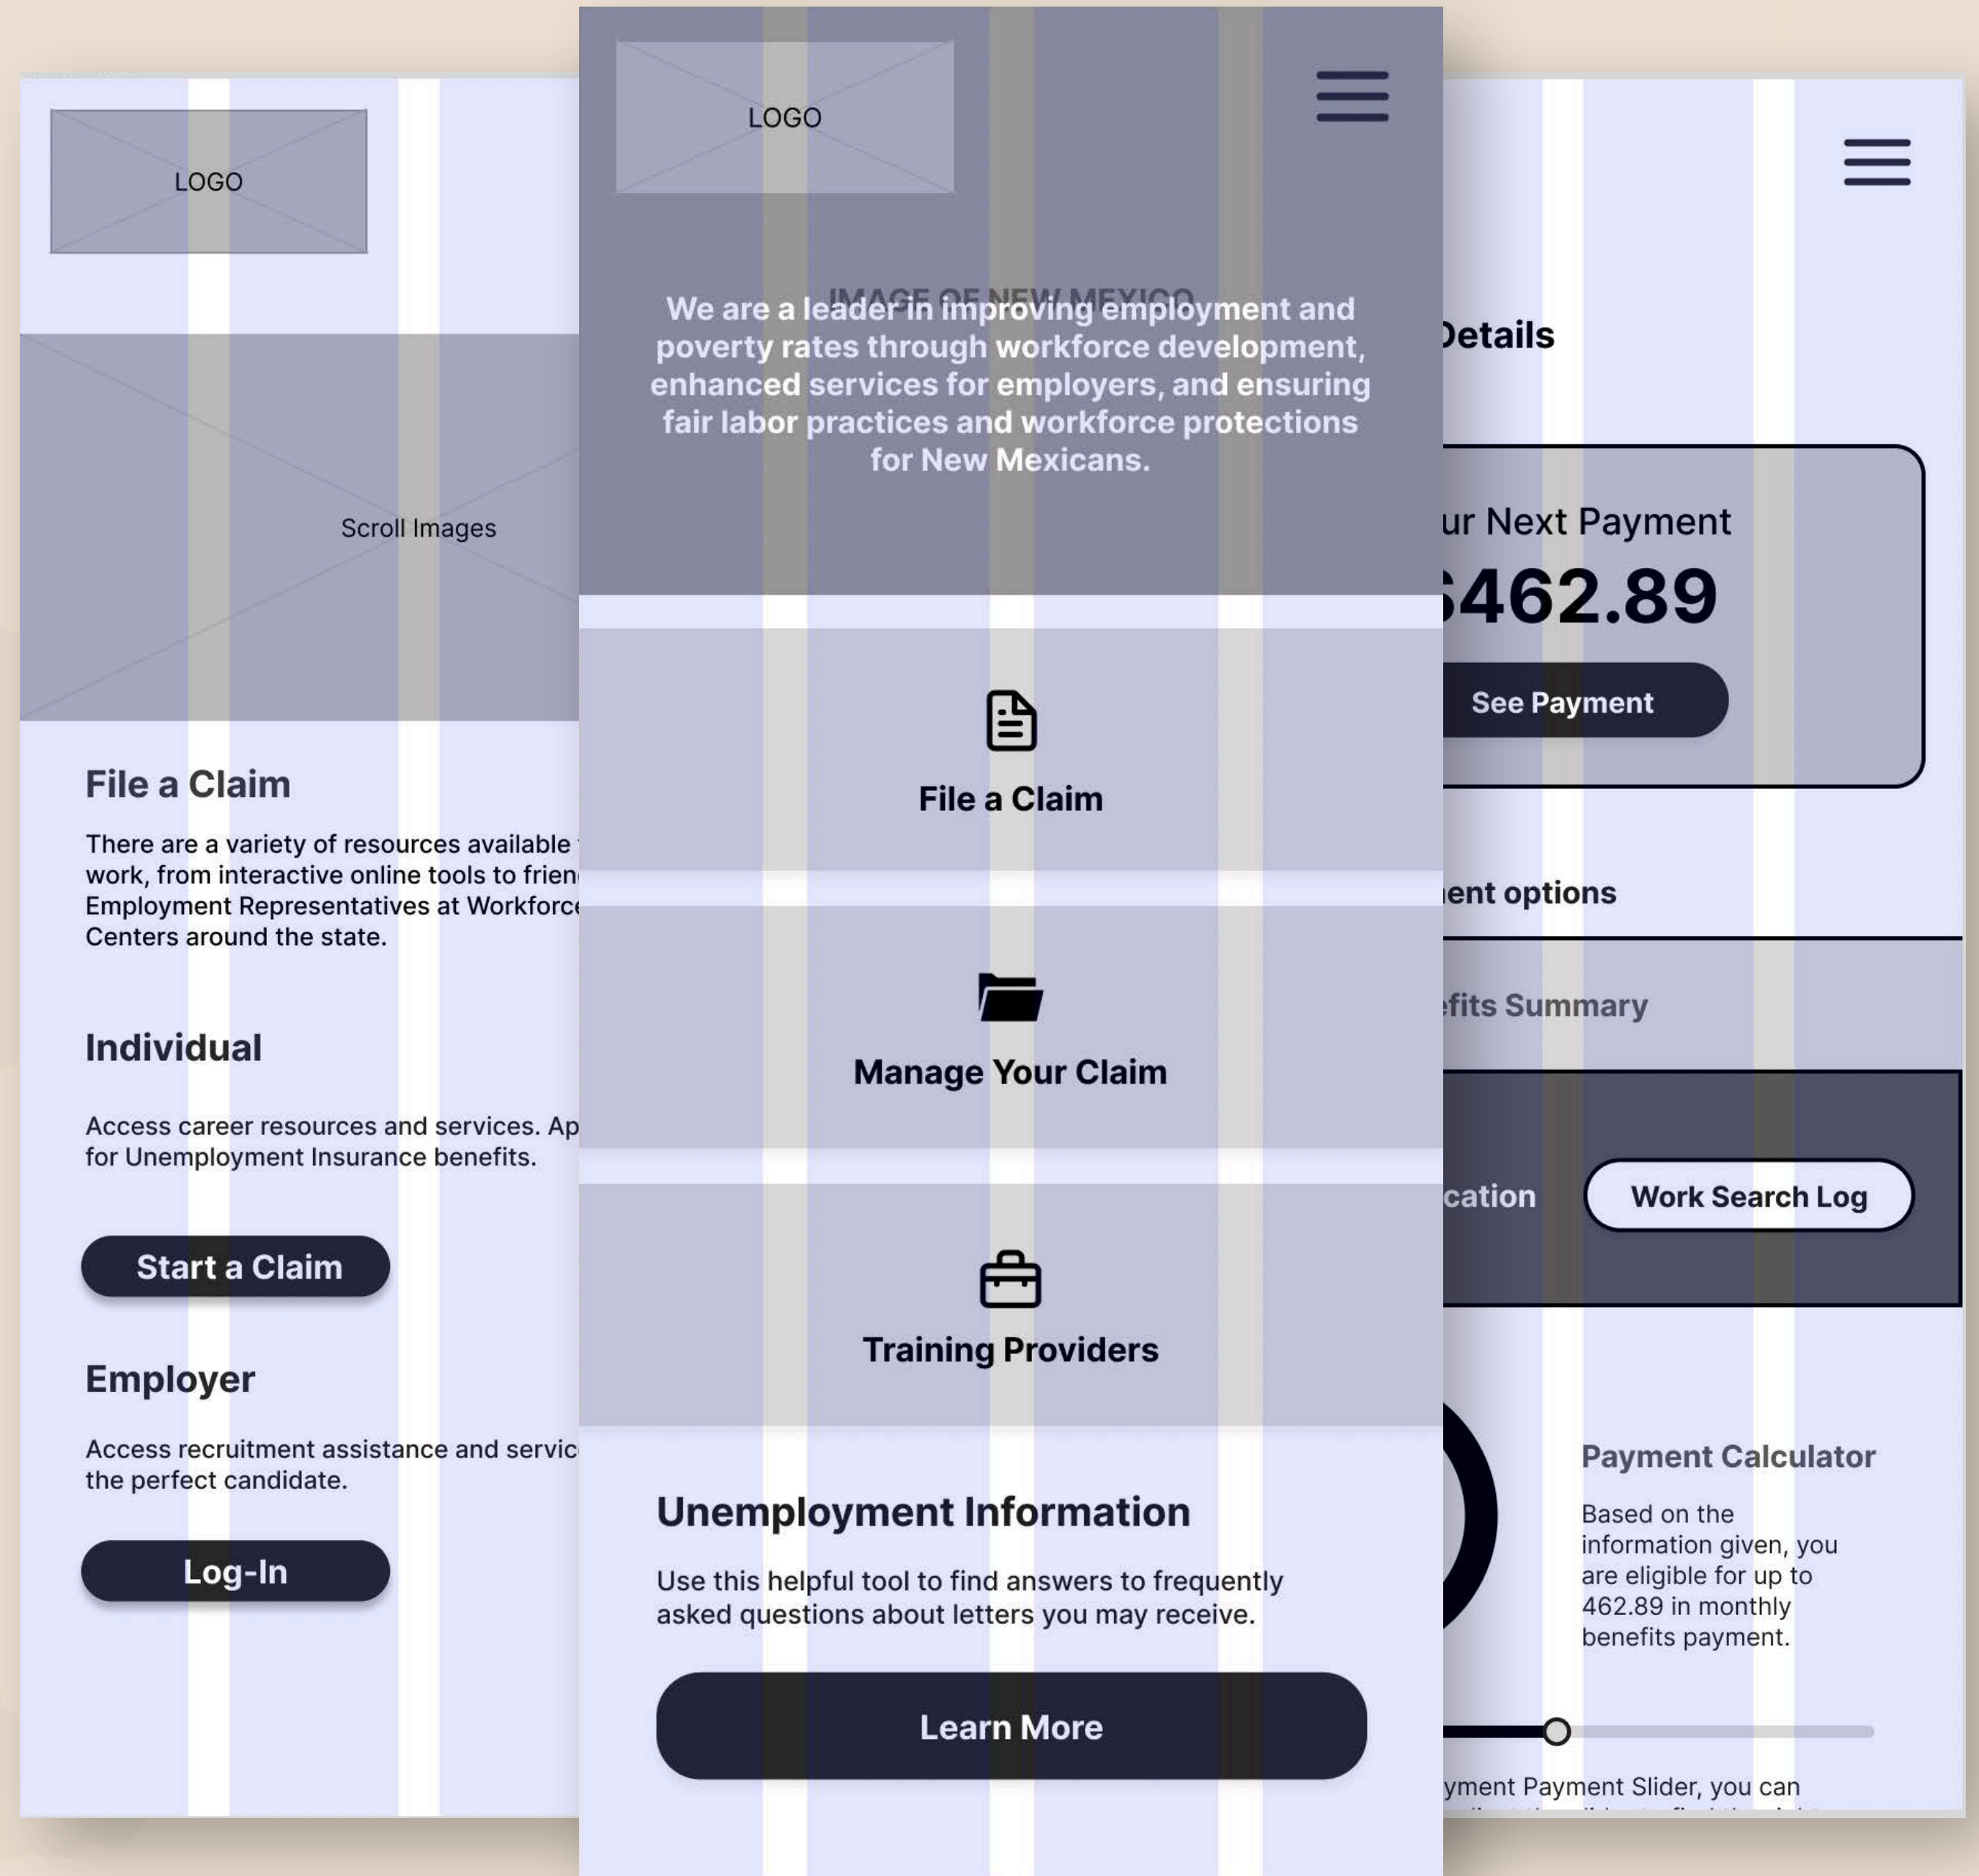 LOGO
Scroll Images
File a Claim
There are a variety of resources available
work, from interactive online tools to frien
Employment Representatives at Workforce
Centers around the state.
Individual
Access career resources and services. Ap
for Unemployment Insurance benefits.
Start a Claim
Employer
Access recruitment assistance and servic
the perfect candidate.
Log-In
LOGO
IMAGE OF NEW MEXICO
We are a leader in improving employment and
poverty rates through workforce development,
enhanced services for employers, and ensuring
fair labor practices and workforce protections
for New Mexicans.
File a Claim
Manage Your Claim
Training Providers
Unemployment Information
Use this helpful tool to find answers to frequently
asked questions about letters you may receive.
Learn More
Details
ur Next Payment
$462.89
See Payment
ent options
efits Summary
cation
Work Search Log
Payment Calculator
Based on the
information given, you
are eligible for up to
462.89 in monthly
benefits payment.
yment Payment Slider, you can